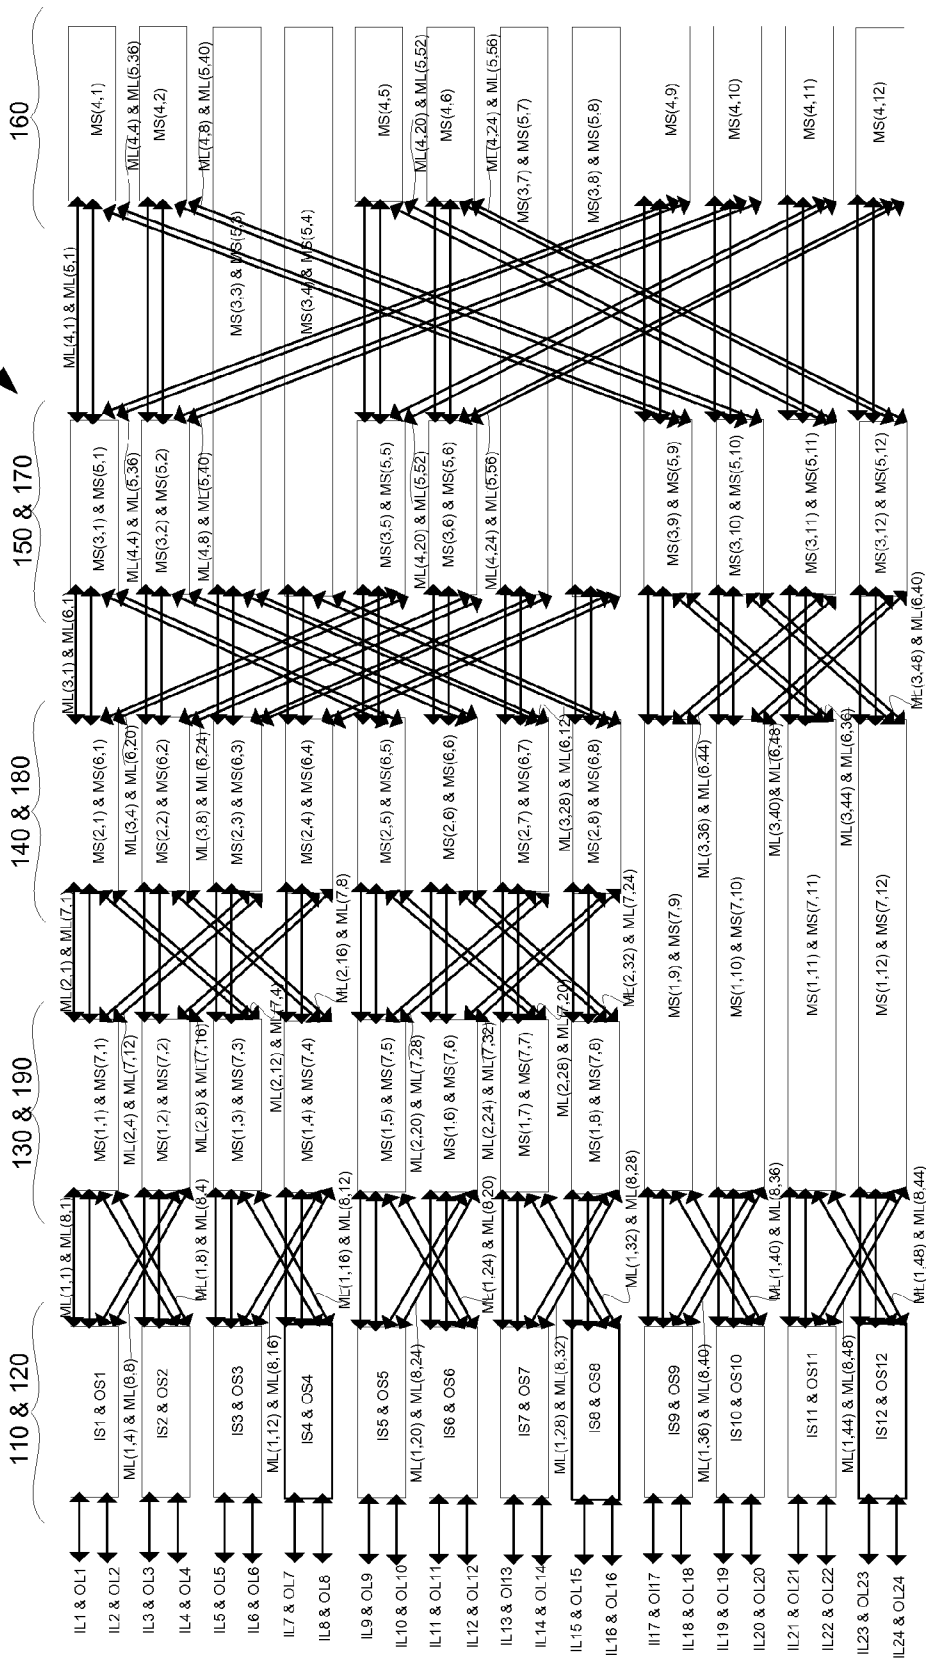 160
150 & 170
140 & 180
130 & 190
110 & 120
MS(4,1)
ML(4,4) & ML(5,36)
MS(4,2)
ML(4,8) & ML(5,40)
MS(4,5)
ML(4,20) & ML(5,52)
MS(4,6)
ML(4,24) & ML(5,56)
MS(3,7) & MS(5,7)
MS(3,8) & MS(5,8)
MS(4,9)
MS(4,10)
MS(4,11)
MS(4,12)
ML(4,1) & ML(5,1)
MS(3,3) & MS(5,3)
MS(3,4) & MS(5,4)
MS(3,1) & MS(5,1)
ML(4,4) & ML(5,36)
MS(3,2) & MS(5,2)
ML(4,8) & ML(5,40)
MS(3,5) & MS(5,5)
ML(4,20) & ML(5,52)
MS(3,6) & MS(5,6)
ML(4,24) & ML(5,56)
MS(3,9) & MS(5,9)
MS(3,10) & MS(5,10)
MS(3,11) & MS(5,11)
MS(3,12) & MS(5,12)
ML(3,1) & ML(6,1)
ML(3,48) & ML(6,40)
MS(2,1) & MS(6,1)
ML(3,4) & ML(6,20)
MS(2,2) & MS(6,2)
ML(3,8) & ML(6,24)
MS(2,3) & MS(6,3)
MS(2,4) & MS(6,4)
MS(2,5) & MS(6,5)
MS(2,6) & MS(6,6)
MS(2,7) & MS(6,7)
ML(3,28) & ML(6,12)
MS(2,8) & MS(6,8)
ML(3,36) & ML(6,44)
ML(3,40) & ML(6,48)
ML(3,44) & ML(6,36)
ML(2,1) & ML(7,1)
ML(2,16) & ML(7,8)
ML(2,32) & ML(7,24)
MS(1,9) & MS(7,9)
MS(1,10) & MS(7,10)
MS(1,11) & MS(7,11)
MS(1,12) & MS(7,12)
MS(1,1) & MS(7,1)
ML(2,4) & ML(7,12)
MS(1,2) & MS(7,2)
ML(2,8) & ML(7,16)
MS(1,3) & MS(7,3)
ML(2,12) & ML(7,4)
MS(1,4) & MS(7,4)
MS(1,5) & MS(7,5)
ML(2,20) & ML(7,28)
MS(1,6) & MS(7,6)
ML(2,24) & ML(7,32)
MS(1,7) & MS(7,7)
ML(2,28) & ML(7,20)
MS(1,8) & MS(7,8)
ML(1,1) & ML(8,1)
ML(1,8) & ML(8,4)
ML(1,16) & ML(8,12)
ML(1,24) & ML(8,20)
ML(1,32) & ML(8,28)
ML(1,40) & ML(8,36)
ML(1,48) & ML(8,44)
IS1 & OS1
ML(1,4) & ML(8,8)
IS2 & OS2
IS3 & OS3
ML(1,12) & ML(8,16)
IS4 & OS4
IS5 & OS5
ML(1,20) & ML(8,24)
IS6 & OS6
IS7 & OS7
ML(1,28) & ML(8,32)
IS8 & OS8
IS9 & OS9
ML(1,36) & ML(8,40)
IS10 & OS10
IS11 & OS11
ML(1,44) & ML(8,48)
IS12 & OS12
IL1 & OL1
IL2 & OL2
IL3 & OL3
IL4 & OL4
IL5 & OL5
IL6 & OL6
IL7 & OL7
IL8 & OL8
IL9 & OL9
IL10 & OL10
IL11 & OL11
IL12 & OL12
IL13 & Ol13
IL14 & OL14
IL15 & OL15
IL16 & OL16
Il17 & Ol17
IL18 & OL18
IL19 & OL19
IL20 & OL20
IL21 & OL21
IL22 & OL22
IL23 & OL23
IL24 & OL24